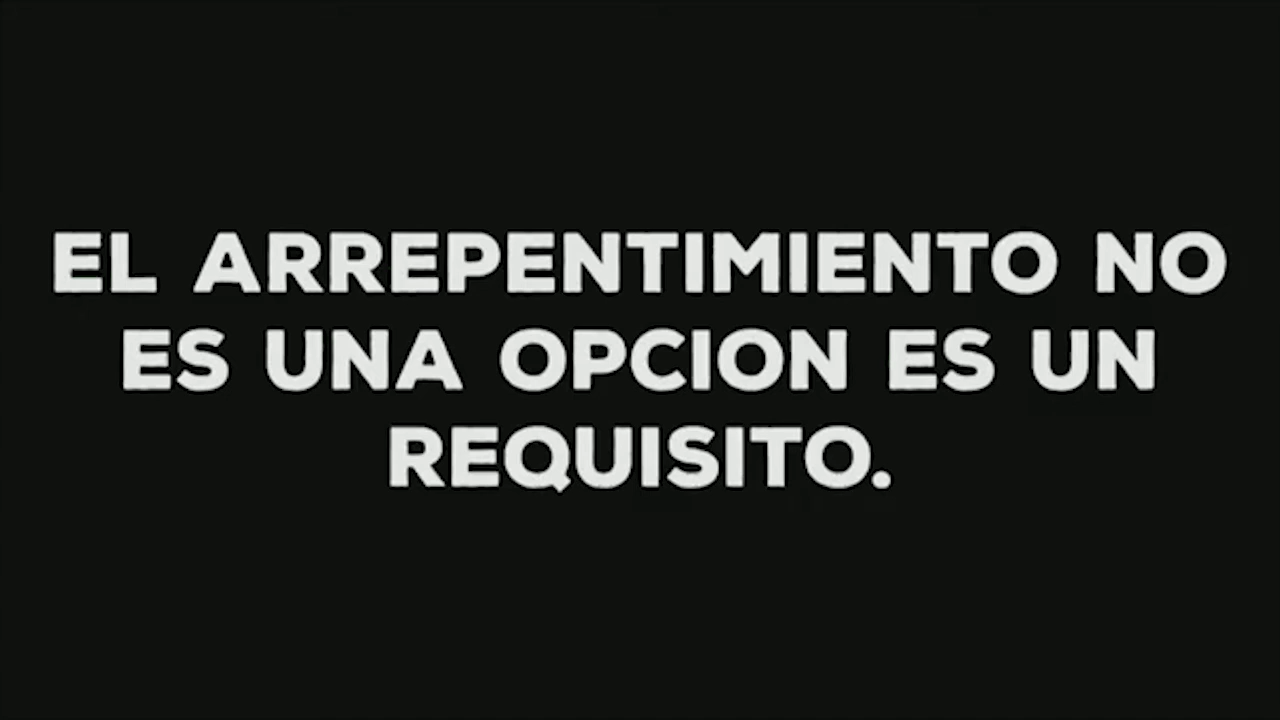 EL ARREPENTIMIENTO NO
ES UNA OPCION ES UN
REQUISITO.